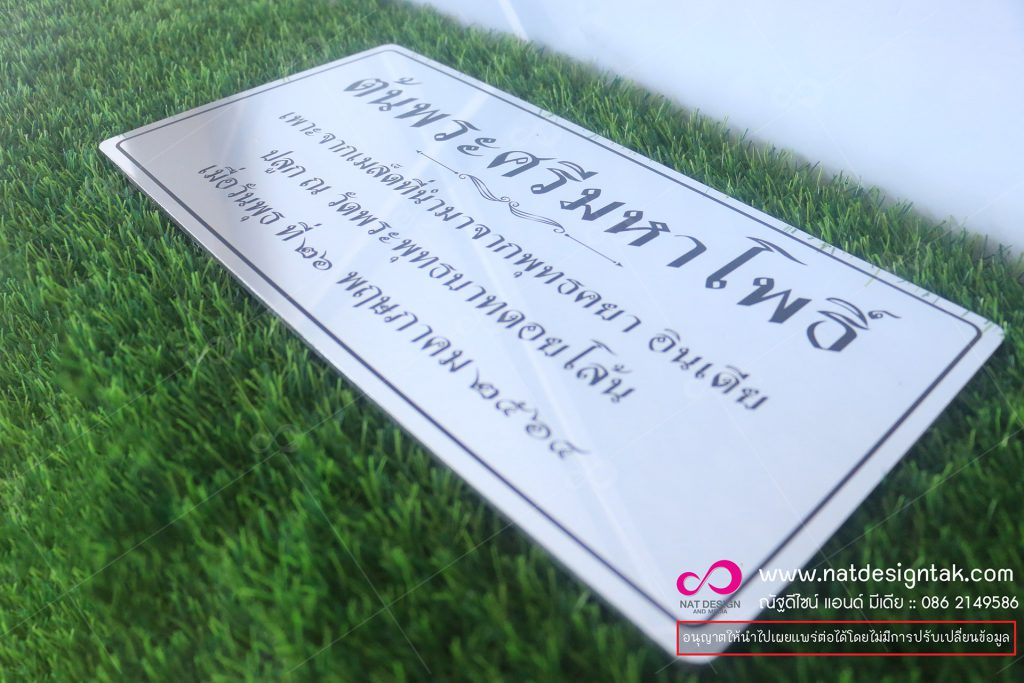 ต้นพระศรีมหาโพธิ์
เพาะจากเมล็ดที่นำมาจากพุทธคยา อินเดีย
ปลูก ณ วัดพระพุทธบาทดอยโล้น
เมื่อวันพุธ ที่ ๒๖ พฤษภาคม ๒๕๖๔
www.natdesigntak.com
NAT DESIGN
AND MEDIA
ณัฐดีไซน์ แอนด์ มีเดีย :: 086 2149586
อนุญาตให้นำไปเผยแพร่ต่อได้โดยไม่มีการปรับเปลี่ยนข้อมูล